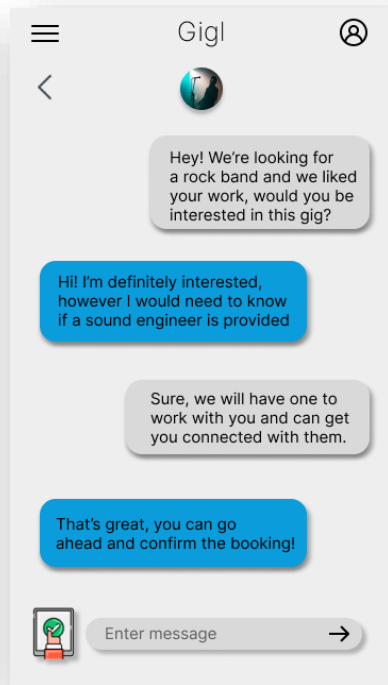 Gigl
Hey! We're looking for
a rock band and we liked
your work, would you be
interested in this gig?
Hi! I'm definitely interested,
however I would need to know
if a sound engineer is provided
Sure, we will have one to
work with you and can get
you connected with them.
That's great, you can go
ahead and confirm the booking!
Enter message